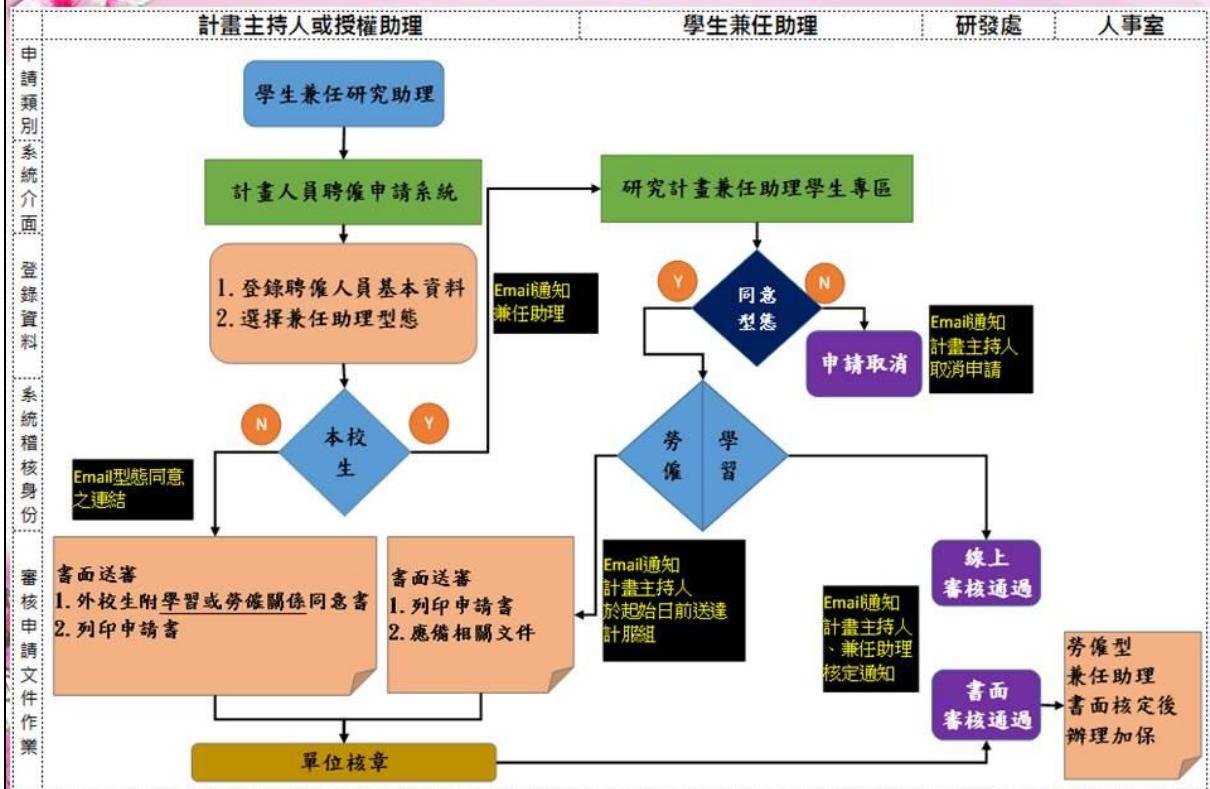 計畫主持人或授權助理
學生兼任助理
研發處
人事室
申請類別
系統介面
登錄資料
系統稽核身份
審核申請文件作業
學生兼任研究助理
計畫人員聘僱申請系統
研究計畫兼任助理學生專區
1. 登錄聘僱人員基本資料
2. 選擇兼任助理型態
Email通知
兼任助理
Y
同意
型態
N
申請取消
Email通知
計畫主持人
取消申請
N
本校
生
Y
Email型態同意
之連結
勞僱
學習
書面送審
1. 外校生附學習或勞僱關係同意書
2. 列印申請書
書面送審
1. 列印申請書
2. 應備相關文件
Email通知
計畫主持人
於起始日前送達
計服組
Email通知
計畫主持人
、兼任助理
核定通知
線上
審核通過
書面
審核通過
勞僱型
兼任助理
書面核定後
辦理加保
單位核章